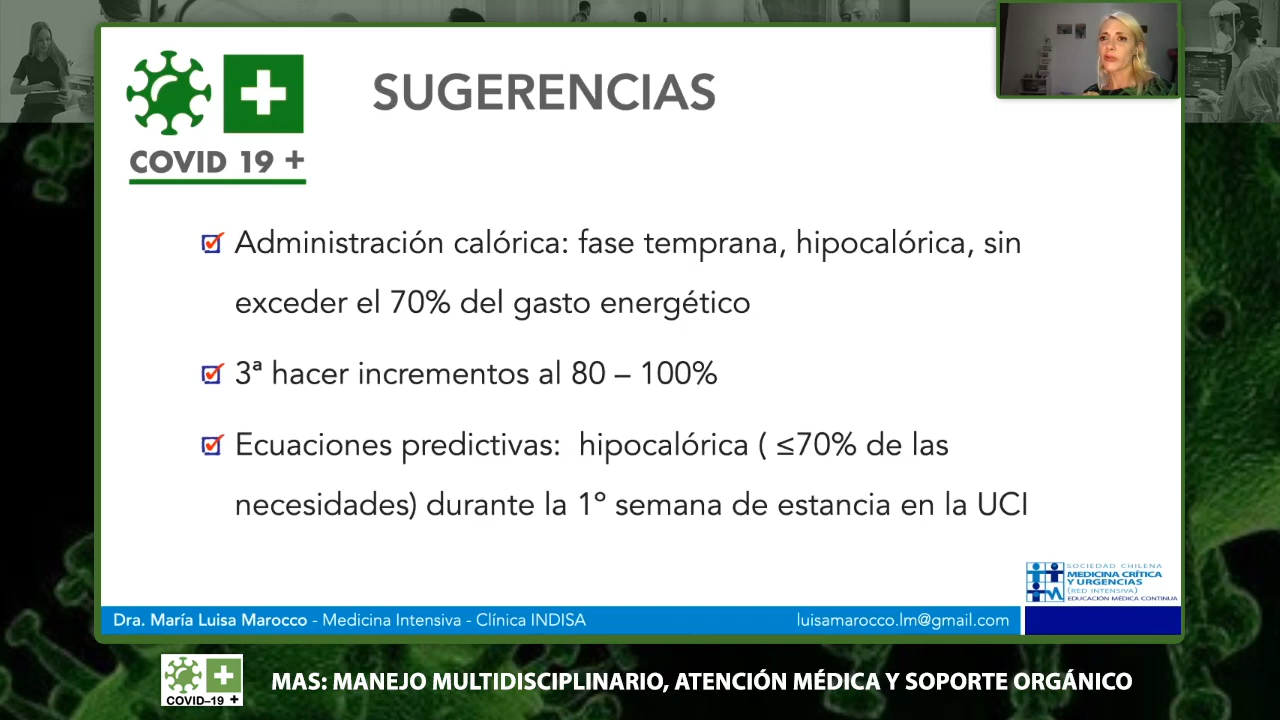 SUGERENCIAS
COVID 19 +
Administración calórica: fase temprana, hipocalórica, sin
exceder el 70% del gasto energético
3ª hacer incrementos al 80 – 100%
Ecuaciones predictivas: hipocalórica ( ≤70% de las
necesidades) durante la 1º semana de estancia en la UCI
SOCIEDAD CHILENA
MEDICINA CRÍTICA
Y URGENCIAS
(RED INTENSIVA)
EDUCACIÓN MÉDICA CONTINUA
Dra. María Luisa Marocco - Medicina Intensiva - Clínica INDISA
luisamarocco.lm@gmail.com
COVID–19 +
MAS: MANEJO MULTIDISCIPLINARIO, ATENCIÓN MÉDICA Y SOPORTE ORGÁNICO